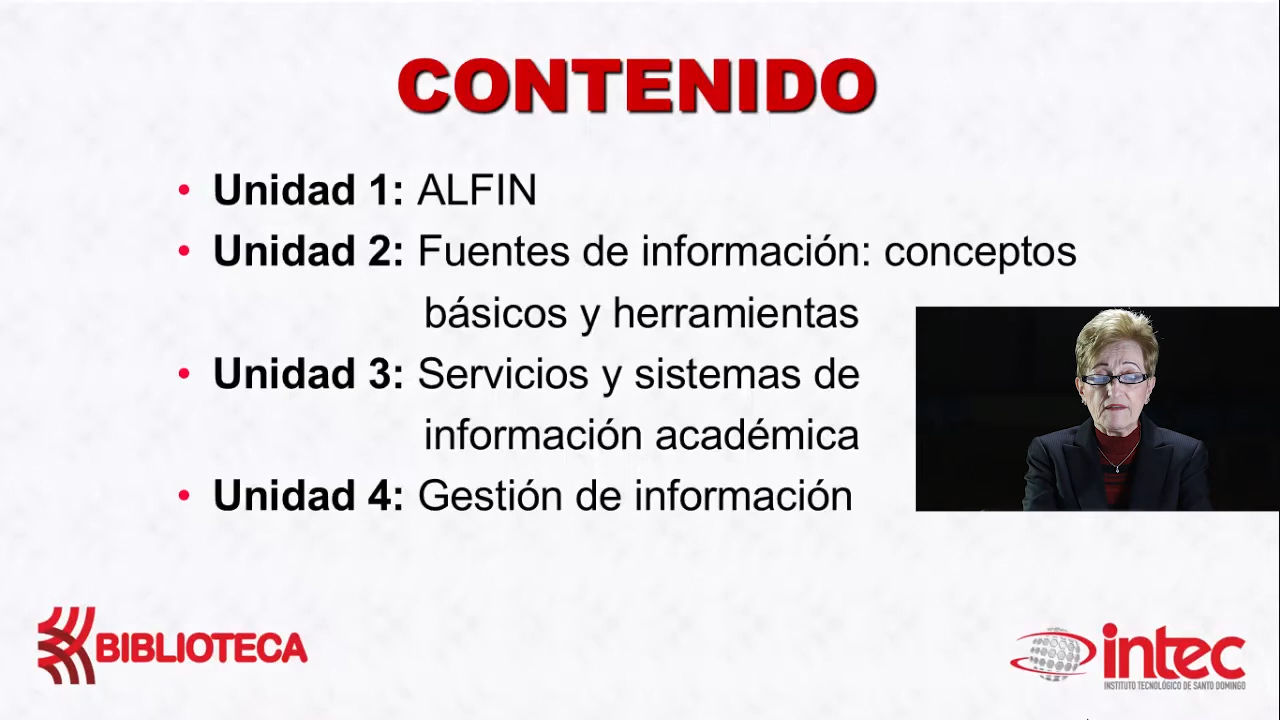 CONTENIDO
• Unidad 1: ALFIN
• Unidad 2: Fuentes de información: conceptos
básicos y herramientas
• Unidad 3: Servicios y sistemas de
información académica
• Unidad 4: Gestión de información
BIBLIOTECA
intec
INSTITUTO TECNOLÓGICO DE SANTO DOMINGO